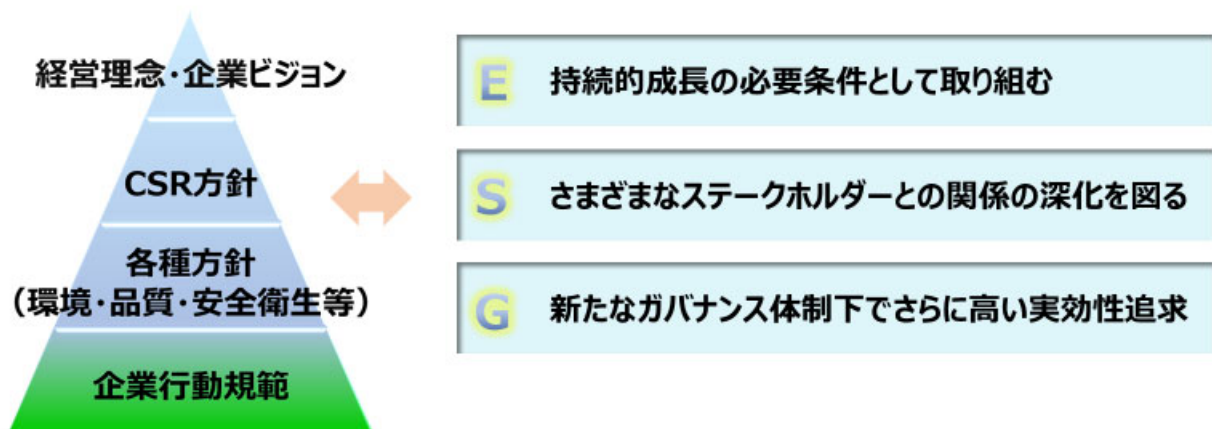 経営理念・企業ビジョン
CSR方針
各種方針
（環境・品質・安全衛生等）
企業行動規範
E 持続的成長の必要条件として取り組む
S さまざまなステークホルダーとの関係の深化を図る
G 新たなガバナンス体制下でさらに高い実効性追求